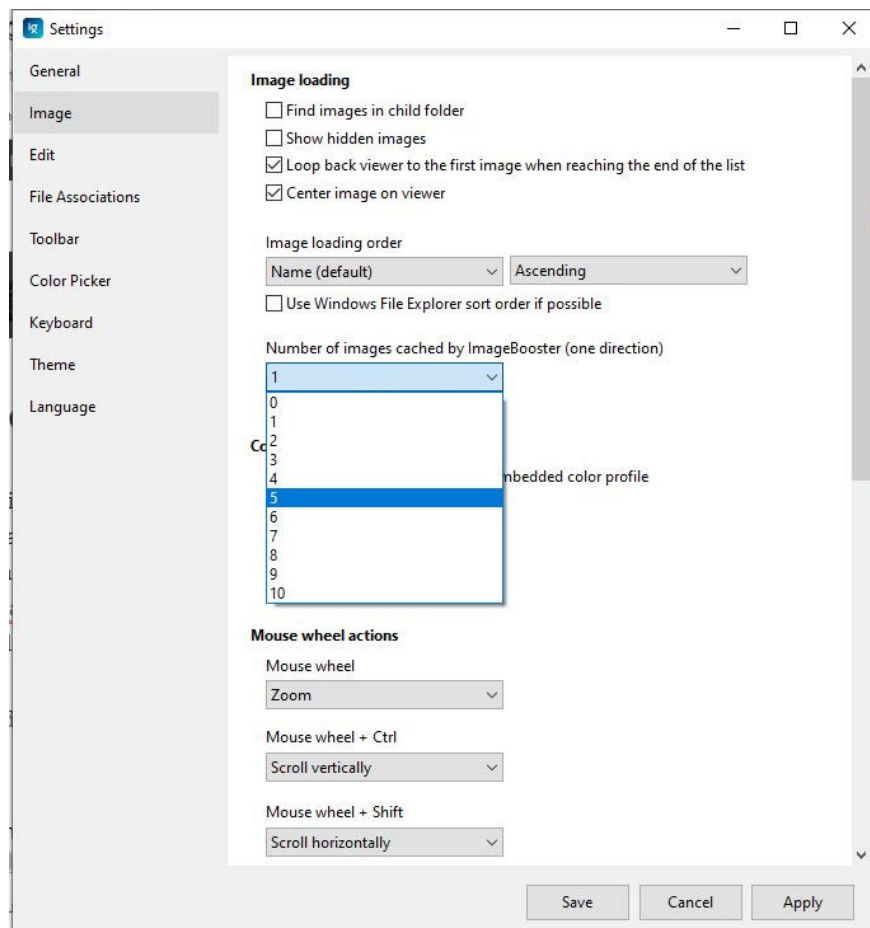 Settings
General
Image
Edit
File Associations
Toolbar
Color Picker
Keyboard
Theme
Language
Image loading
Find images in child folder
Show hidden images
Loop back viewer to the first image when reaching the end of the list
Center image on viewer
Image loading order
Name (default) Ascending
Use Windows File Explorer sort order if possible
Number of images cached by ImageBooster (one direction)
1
0
1
2
3
4
5
6
7
8
9
10
Co
mbedded color profile
Mouse wheel actions
Mouse wheel
Zoom
Mouse wheel + Ctrl
Scroll vertically
Mouse wheel + Shift
Scroll horizontally
Save Cancel Apply